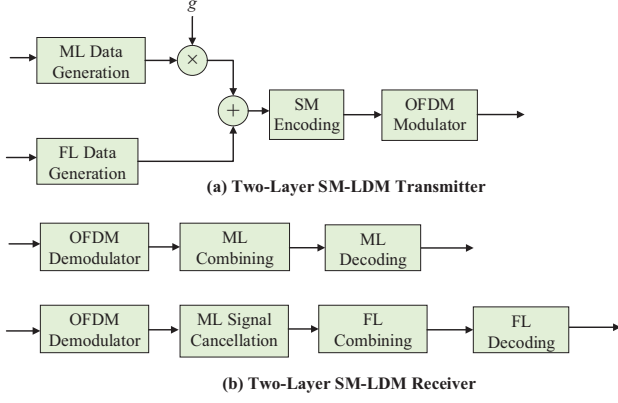 g
ML Data
Generation
×
+
SM
Encoding
OFDM
Modulator
FL Data
Generation
(a) Two-Layer SM-LDM Transmitter
OFDM
Demodulator
ML
Combining
ML
Decoding
OFDM
Demodulator
ML Signal
Cancellation
FL
Combining
FL
Decoding
(b) Two-Layer SM-LDM Receiver